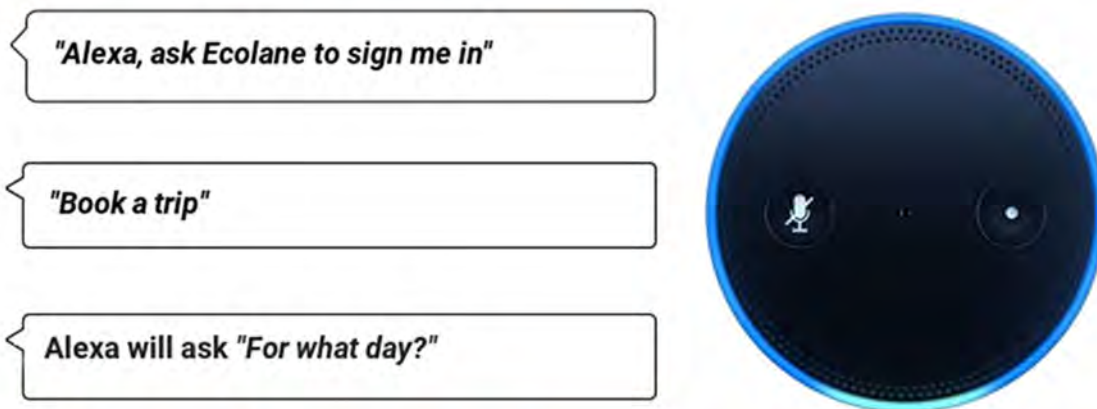 "Alexa, ask Ecolane to sign me in"
"Book a trip"
Alexa will ask "For what day?"